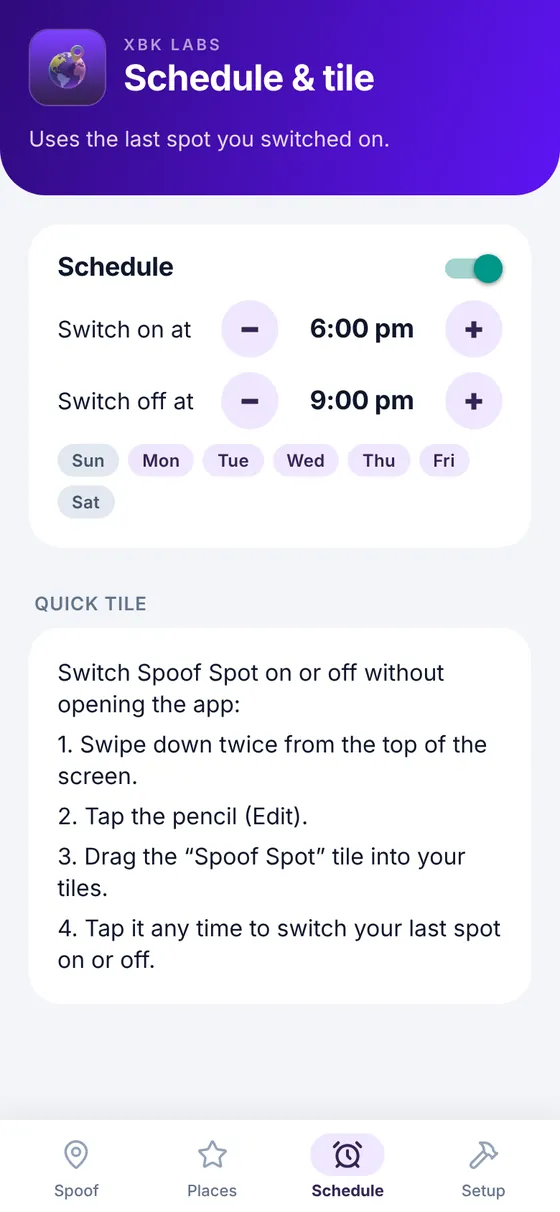 XBK LABS
Schedule & tile
Uses the last spot you switched on.
Schedule
Switch on at − 6:00 pm +
Switch off at − 9:00 pm +
Sun Mon Tue Wed Thu Fri
Sat
QUICK TILE
Switch Spoof Spot on or off without
opening the app:
1. Swipe down twice from the top of the
screen.
2. Tap the pencil (Edit).
3. Drag the “Spoof Spot” tile into your
tiles.
4. Tap it any time to switch your last spot
on or off.
Spoof Places Schedule Setup